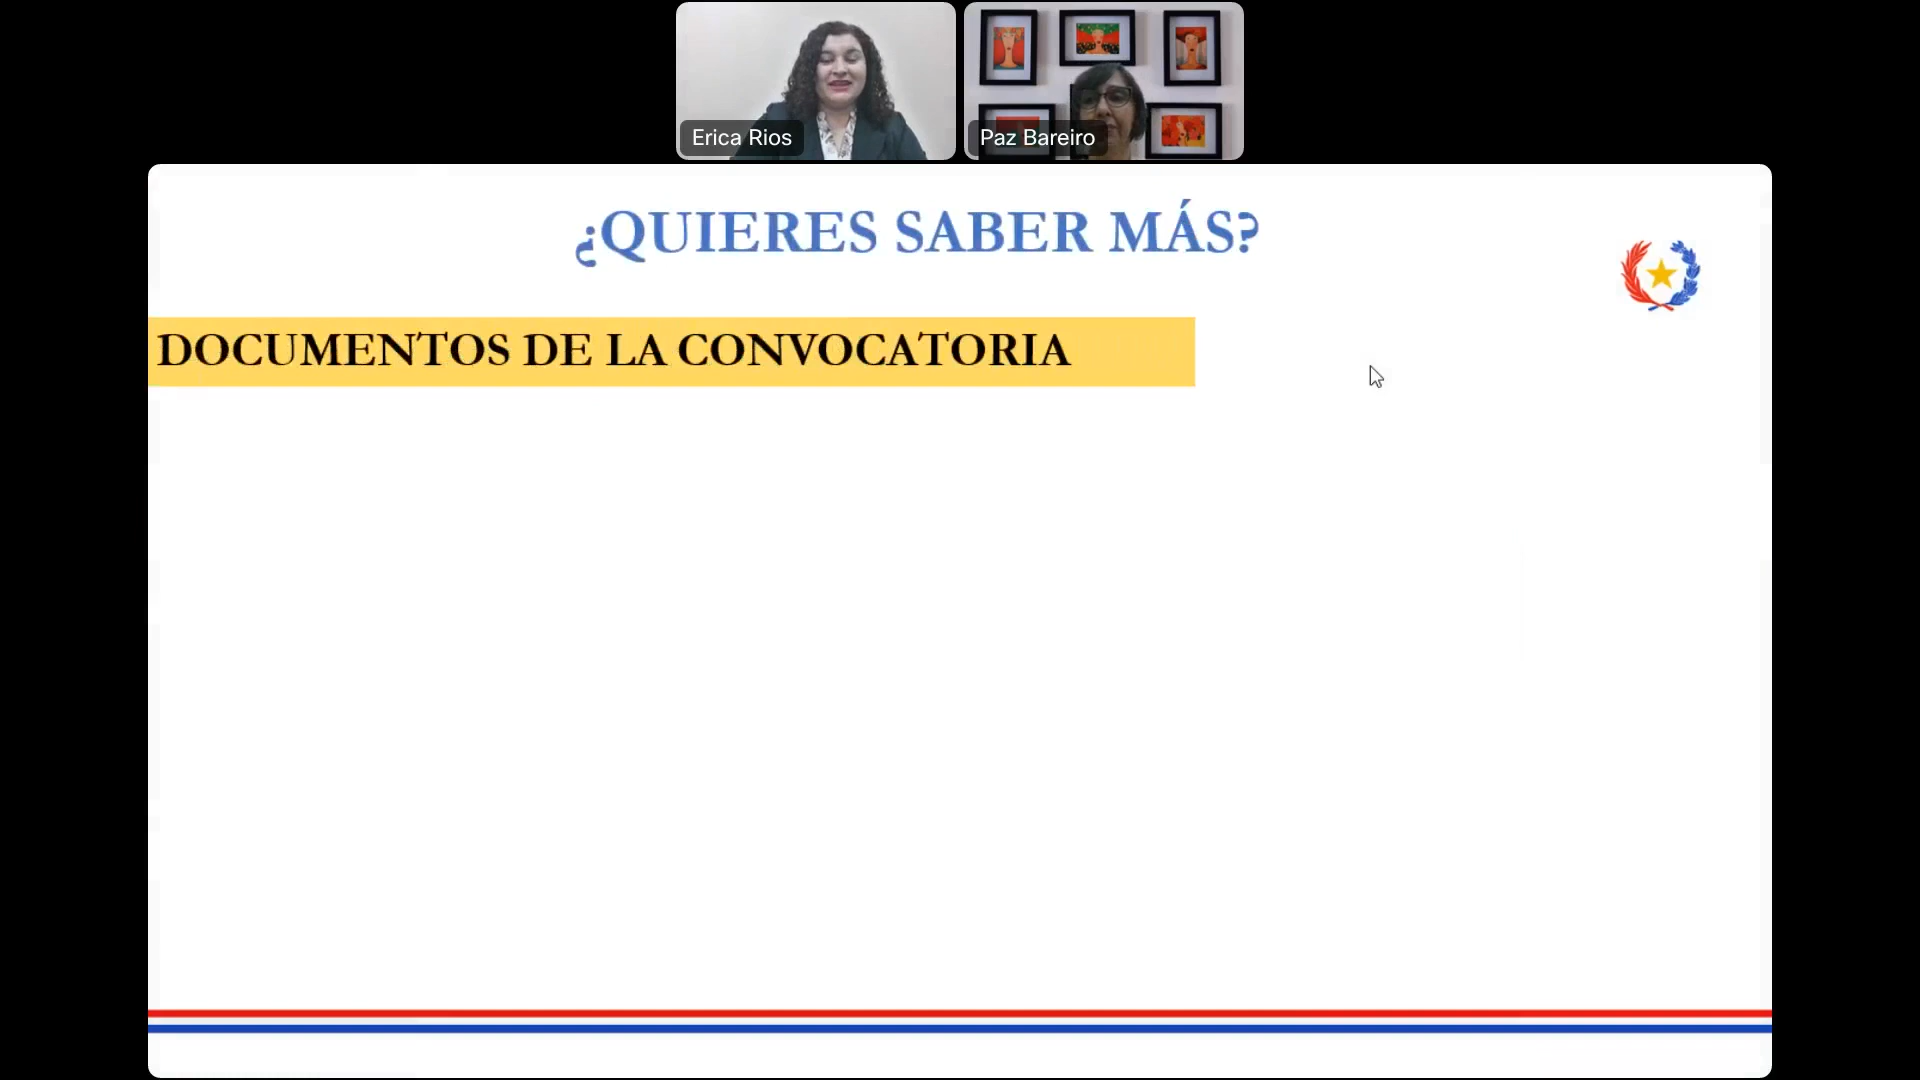 Erica Rios
Paz Bareiro
¿QUIERES SABER MÁS?
DOCUMENTOS DE LA CONVOCATORIA